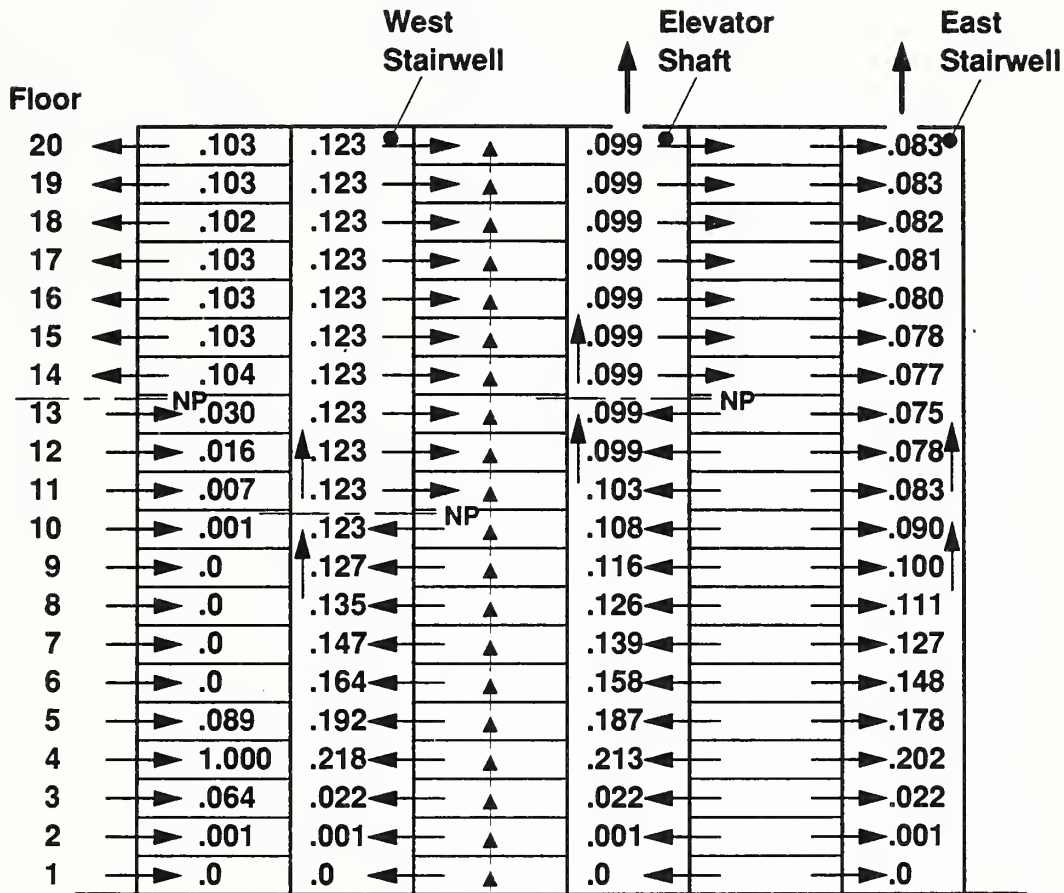 West Stairwell
Elevator Shaft
East Stairwell
Floor
20 .103 .123 .099 .083
19 .103 .123 .099 .083
18 .102 .123 .099 .082
17 .103 .123 .099 .081
16 .103 .123 .099 .080
15 .103 .123 .099 .078
14 .104 .123 .099 .077
NP NP
13 .030 .123 .099 .075
12 .016 .123 .099 .078
11 .007 .123 .103 .083
NP
10 .001 .123 .108 .090
9 .0 .127 .116 .100
8 .0 .135 .126 .111
7 .0 .147 .139 .127
6 .0 .164 .158 .148
5 .089 .192 .187 .178
4 1.000 .218 .213 .202
3 .064 .022 .022 .022
2 .001 .001 .001 .001
1 .0 .0 .0 .0